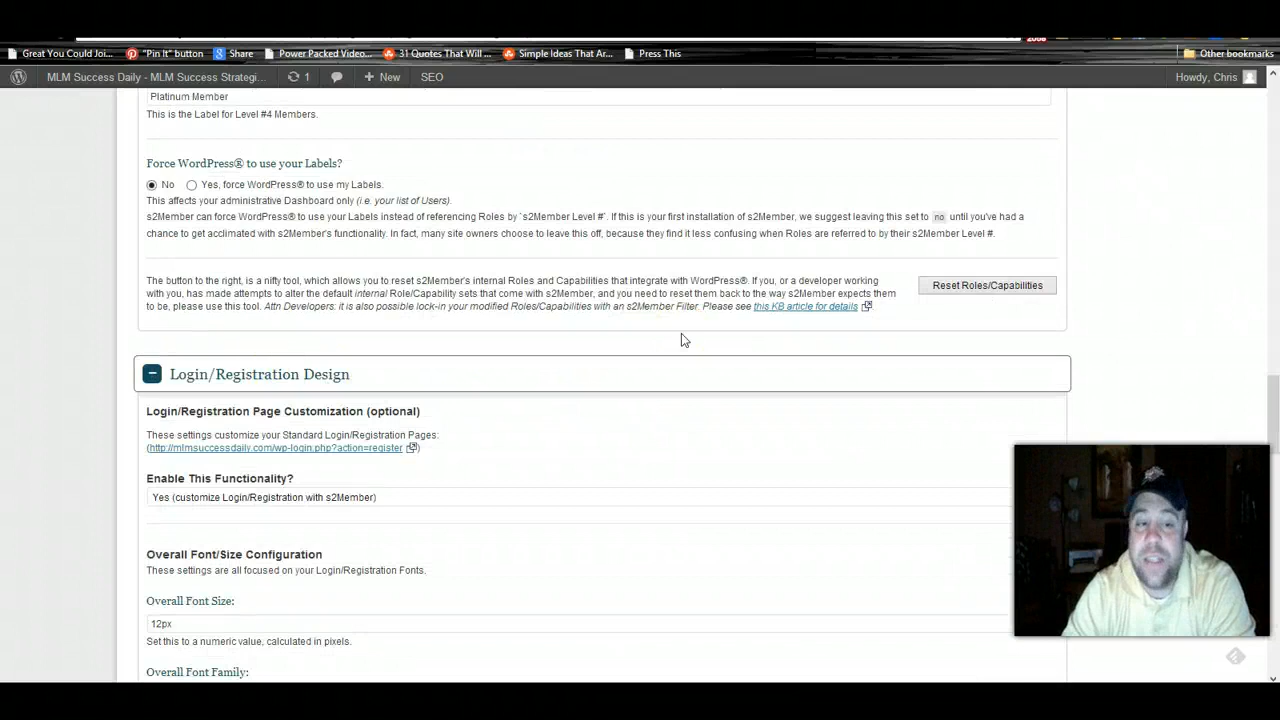 Great You Could Joi...
"Pin It" button
Share
Power Packed Video...
31 Quotes That Will ...
Simple Ideas That Ar...
Press This
Other bookmarks
MLM Success Daily - MLM Success Strategi...
1
New
SEO
Howdy, Chris
Platinum Member
This is the Label for Level #4 Members.
Force WordPress® to use your Labels?
No
Yes, force WordPress® to use my Labels.
This affects your administrative Dashboard only (i.e. your list of Users).
s2Member can force WordPress® to use your Labels instead of referencing Roles by `s2Member Level #`. If this is your first installation of s2Member, we suggest leaving this set to no until you've had a
chance to get acclimated with s2Member's functionality. In fact, many site owners choose to leave this off, because they find it less confusing when Roles are referred to by their s2Member Level #.
The button to the right, is a nifty tool, which allows you to reset s2Member's internal Roles and Capabilities that integrate with WordPress®. If you, or a developer working
with you, has made attempts to alter the default internal Role/Capability sets that come with s2Member, and you need to reset them back to the way s2Member expects them
to be, please use this tool. Attn Developers: it is also possible lock-in your modified Roles/Capabilities with an s2Member Filter. Please see this KB article for details
Reset Roles/Capabilities
Login/Registration Design
Login/Registration Page Customization (optional)
These settings customize your Standard Login/Registration Pages:
(http://mlmsuccessdaily.com/wp-login.php?action=register )
Enable This Functionality?
Yes (customize Login/Registration with s2Member)
Overall Font/Size Configuration
These settings are all focused on your Login/Registration Fonts.
Overall Font Size:
12px
Set this to a numeric value, calculated in pixels.
Overall Font Family: